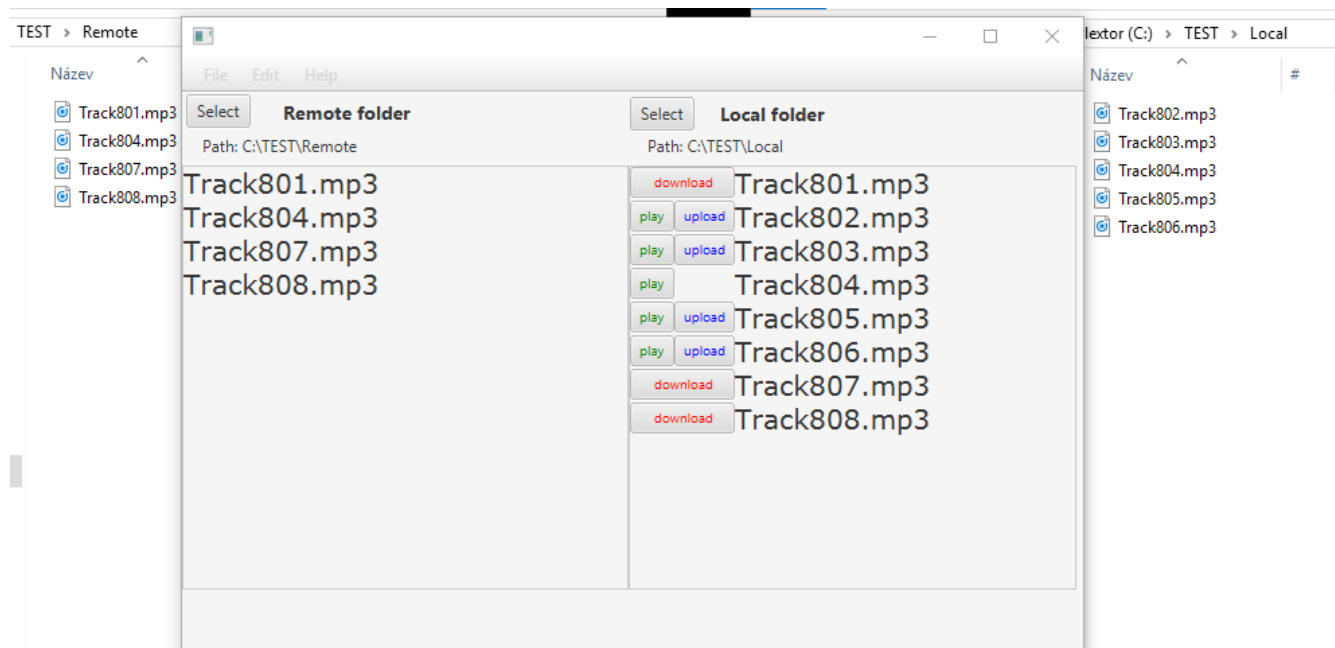 TEST > Remote
Název
Track801.mp3
Track804.mp3
Track807.mp3
Track808.mp3
File Edit Help
Select Remote folder
Path: C:\TEST\Remote
Track801.mp3
Track804.mp3
Track807.mp3
Track808.mp3
Select Local folder
Path: C:\TEST\Local
download Track801.mp3
play upload Track802.mp3
play upload Track803.mp3
play Track804.mp3
play upload Track805.mp3
play upload Track806.mp3
download Track807.mp3
download Track808.mp3
lextor (C:) > TEST > Local
Název #
Track802.mp3
Track803.mp3
Track804.mp3
Track805.mp3
Track806.mp3